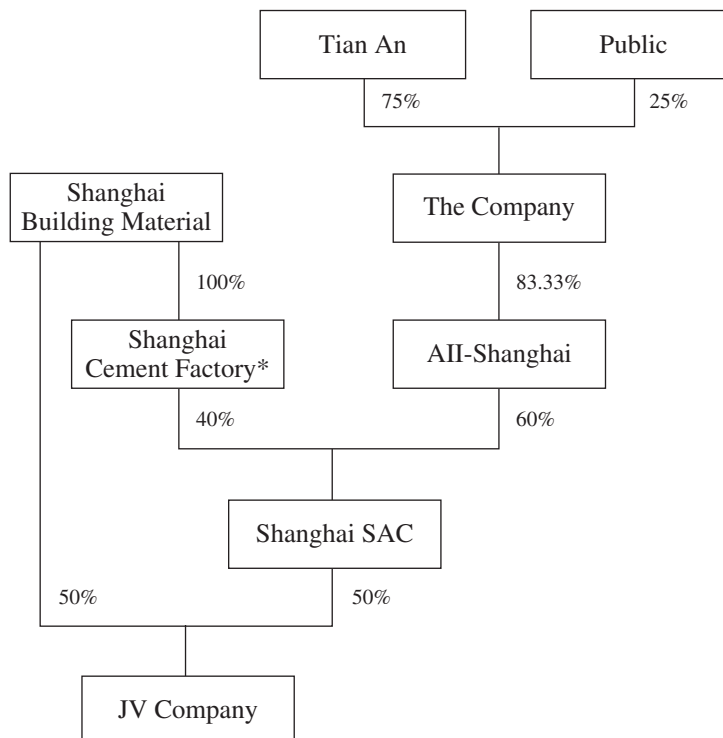 Tian An
Public
75%
25%
Shanghai
Building Material
The Company
100%
83.33%
Shanghai
Cement Factory*
AII-Shanghai
40%
60%
Shanghai SAC
50%
50%
JV Company